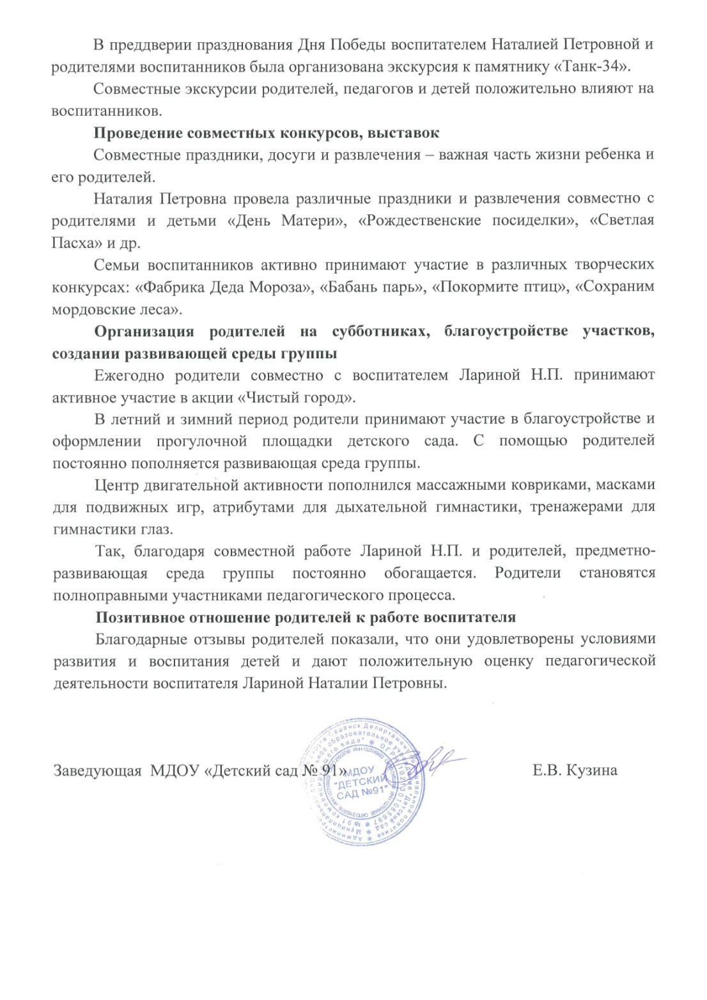 В преддверии празднования Дня Победы воспитателем Наталией Петровной и
родителями воспитанников была организована экскурсия к памятнику «Танк-34».
Совместные экскурсии родителей, педагогов и детей положительно влияют на
воспитанников.
Проведение совместных конкурсов, выставок
Совместные праздники, досуги и развлечения – важная часть жизни ребенка и
его родителей.
Наталия Петровна провела различные праздники и развлечения совместно с
родителями и детьми «День Матери», «Рождественские посиделки», «Светлая
Пасха» и др.
Семьи воспитанников активно принимают участие в различных творческих
конкурсах: «Фабрика Деда Мороза», «Бабань парь», «Покормите птиц», «Сохраним
мордовские леса».
Организация родителей на субботниках, благоустройстве участков,
создании развивающей среды группы
Ежегодно родители совместно с воспитателем Лариной Н.П. принимают
активное участие в акции «Чистый город».
В летний и зимний период родители принимают участие в благоустройстве и
оформлении прогулочной площадки детского сада. С помощью родителей
постоянно пополняется развивающая среда группы.
Центр двигательной активности пополнился массажными ковриками, масками
для подвижных игр, атрибутами для дыхательной гимнастики, тренажерами для
гимнастики глаз.
Так, благодаря совместной работе Лариной Н.П. и родителей, предметно-
развивающая среда группы постоянно обогащается. Родители становятся
полноправными участниками педагогического процесса.
Позитивное отношение родителей к работе воспитателя
Благодарные отзывы родителей показали, что они удовлетворены условиями
развития и воспитания детей и дают положительную оценку педагогической
деятельности воспитателя Лариной Наталии Петровны.
Заведующая МДОУ «Детский сад № 91» Е.В. Кузина
МДОУ
"ДЕТСКИЙ
САД №91"